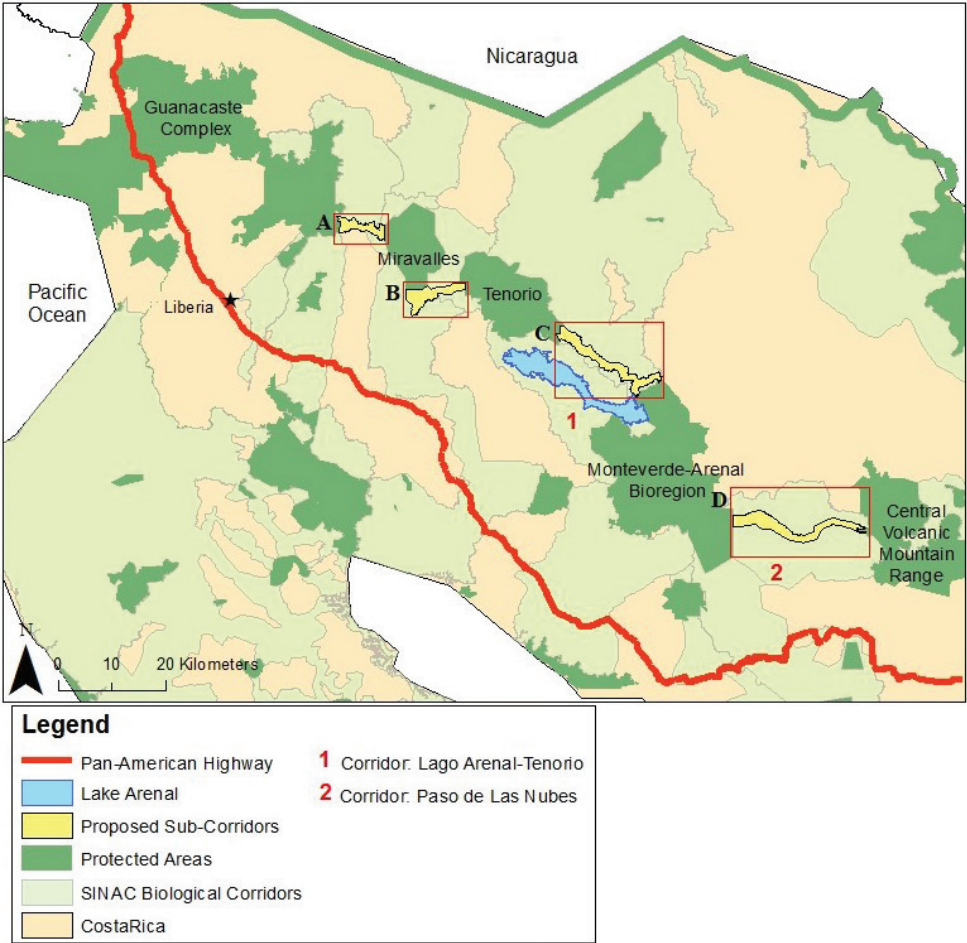 Nicaragua
Guanacaste
Complex
A
Miravalles
Pacific
Ocean
Liberia
B
Tenorio
C
1
Monteverde-Arenal
Bioregion
D
2
Central
Volcanic
Mountain
Range
N
0 10 20 Kilometers
Legend
Pan-American Highway
Lake Arenal
Proposed Sub-Corridors
Protected Areas
SINAC Biological Corridors
CostaRica
1 Corridor: Lago Arenal-Tenorio
2 Corridor: Paso de Las Nubes